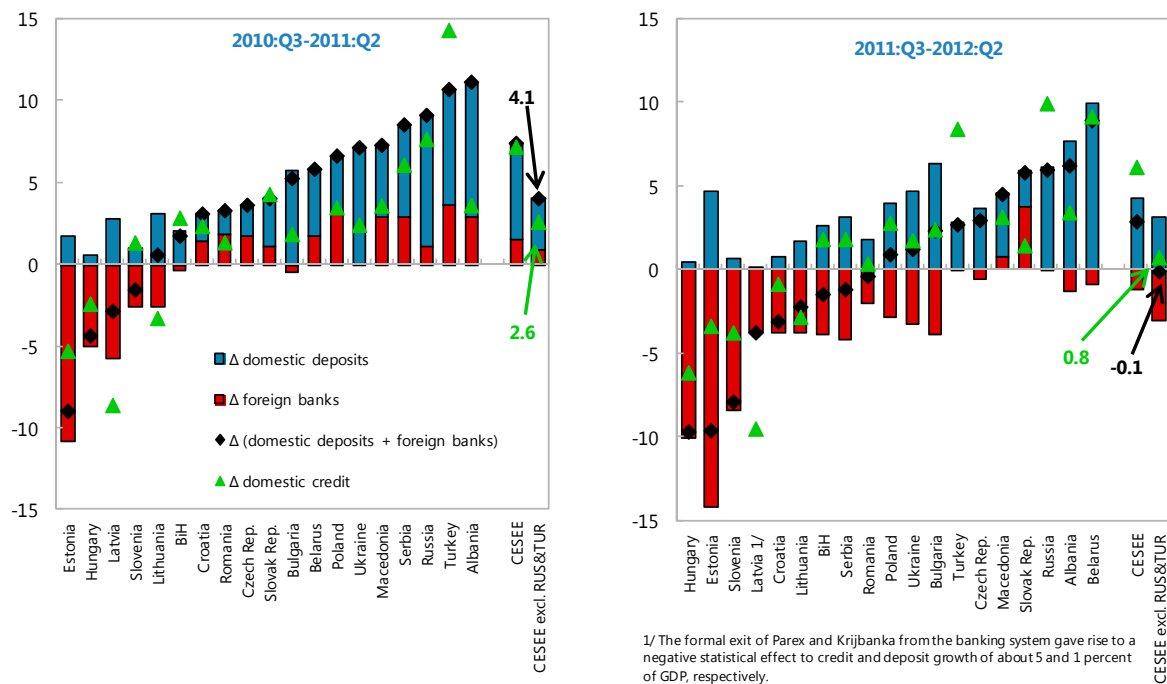 2010:Q3-2011:Q2
15
10
5
0
-5
-10
-15
4.1
2.6
Δ domestic deposits
Δ foreign banks
Δ (domestic deposits + foreign banks)
Δ domestic credit
Estonia
Hungary
Latvia
Slovenia
Lithuania
BiH
Croatia
Romania
Czech Rep.
Slovak Rep.
Bulgaria
Belarus
Poland
Ukraine
Macedonia
Serbia
Russia
Turkey
Albania
CESEE
CESEE excl. RUS&TUR
2011:Q3-2012:Q2
15
10
5
0
-5
-10
-15
0.8
-0.1
Hungary
Estonia
Slovenia
Latvia 1/
Croatia
Lithuania
BiH
Serbia
Romania
Poland
Ukraine
Bulgaria
Turkey
Czech Rep.
Macedonia
Slovak Rep.
Russia
Albania
Belarus
CESEE
CESEE excl. RUS&TUR
1/ The formal exit of Parex and Krijbanka from the banking system gave rise to a
negative statistical effect to credit and deposit growth of about 5 and 1 percent
of GDP, respectively.